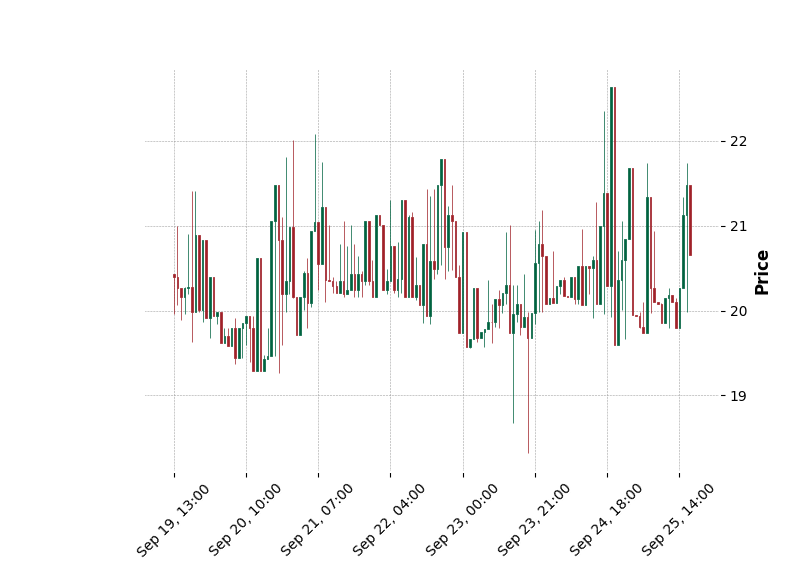 22
21
20
19
Price
Sep 19, 13:00
Sep 20, 10:00
Sep 21, 07:00
Sep 22, 04:00
Sep 23, 00:00
Sep 23, 21:00
Sep 24, 18:00
Sep 25, 14:00